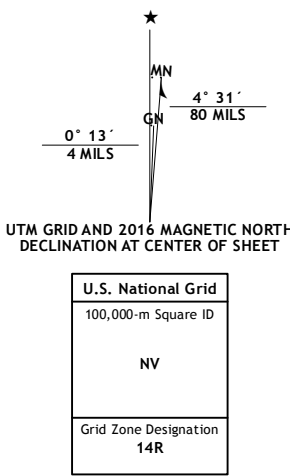 MN
4° 31´
80 MILS
GN
0° 13´
4 MILS
UTM GRID AND 2016 MAGNETIC NORTH
DECLINATION AT CENTER OF SHEET
U.S. National Grid
100,000-m Square ID
NV
Grid Zone Designation
14R